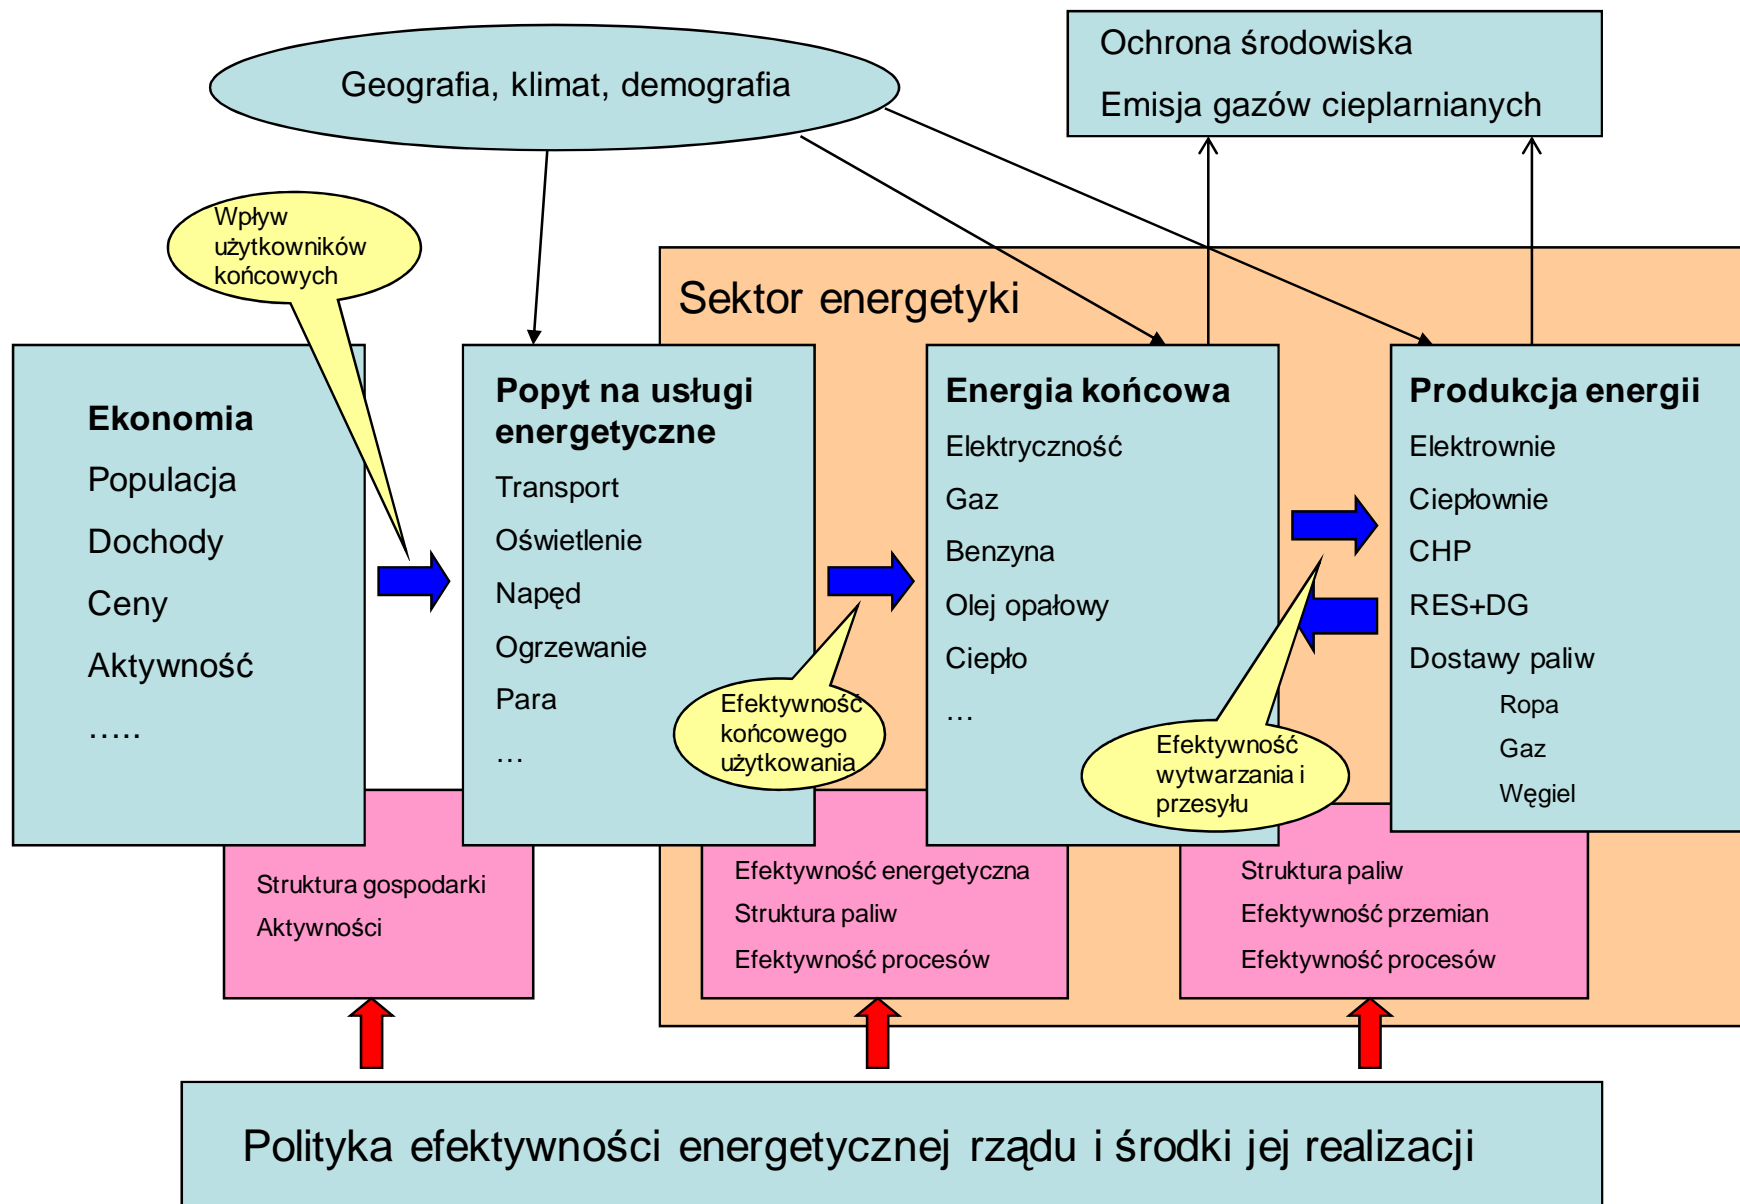 Geografia, klimat, demografia
Ochrona środowiska
Emisja gazów cieplarnianych
Wpływ
użytkowników
końcowych
Sektor energetyki
Ekonomia
Populacja
Dochody
Ceny
Aktywność
…..
Popyt na usługi
energetyczne
Transport
Oświetlenie
Napęd
Ogrzewanie
Para
…
Efektywność
końcowego
użytkowania
Energia końcowa
Elektryczność
Gaz
Benzyna
Olej opałowy
Ciepło
…
Efektywność
wytwarzania i
przesyłu
Produkcja energii
Elektrownie
Ciepłownie
CHP
RES+DG
Dostawy paliw
Ropa
Gaz
Węgiel
Struktura gospodarki
Aktywności
Efektywność energetyczna
Struktura paliw
Efektywność procesów
Struktura paliw
Efektywność przemian
Efektywność procesów
Polityka efektywności energetycznej rządu i środki jej realizacji